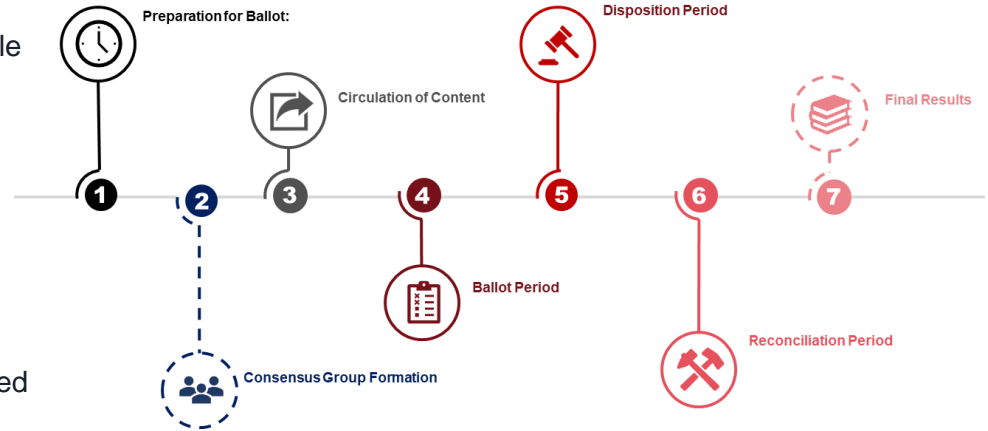 Preparation for Ballot:
Disposition Period
le
Circulation of Content
Final Results
1
2
3
4
5
6
7
Ballot Period
Reconciliation Period
Consensus Group Formation
ed